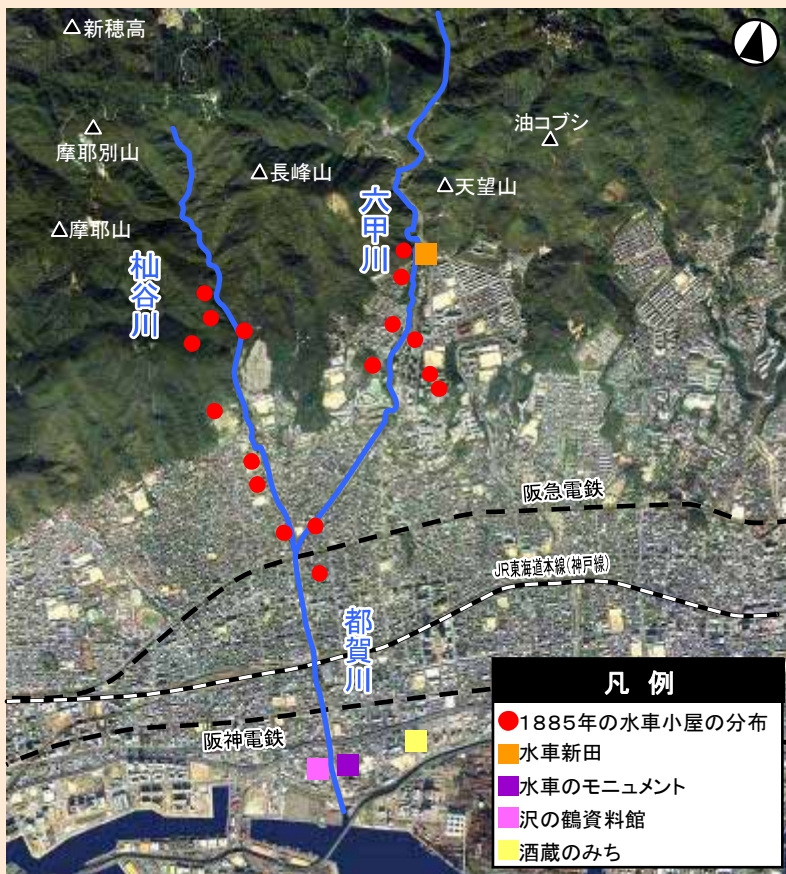 新穂高
油コブシ
摩耶別山
長峰山
天望山
六甲川
摩耶山
杣谷川
阪急電鉄
JR東海道本線(神戸線)
都賀川
阪神電鉄
凡 例
1885年の水車小屋の分布
水車新田
水車のモニュメント
沢の鶴資料館
酒蔵のみち